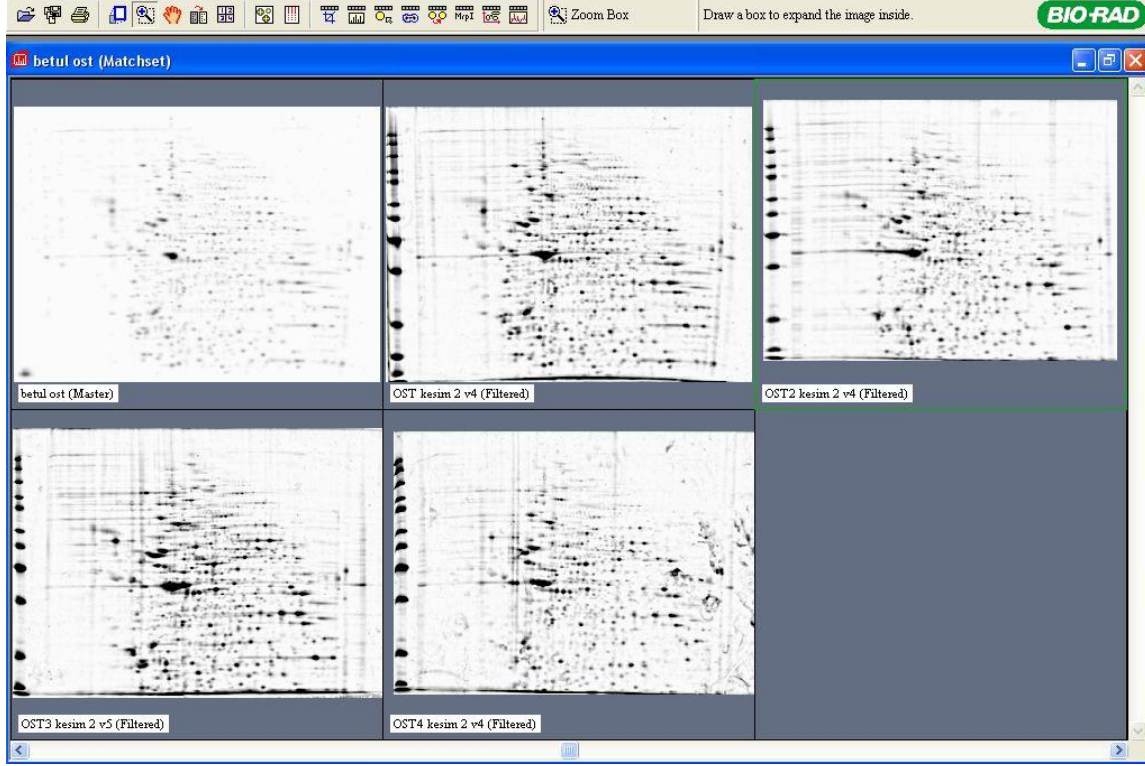 MrpI
Zoom Box
Draw a box to expand the image inside.
BIO-RAD
betul ost (Matchset)
betul ost (Master)
OST kesim 2 v4 (Filtered)
OST2 kesim 2 v4 (Filtered)
OST3 kesim 2 v5 (Filtered)
OST4 kesim 2 v4 (Filtered)